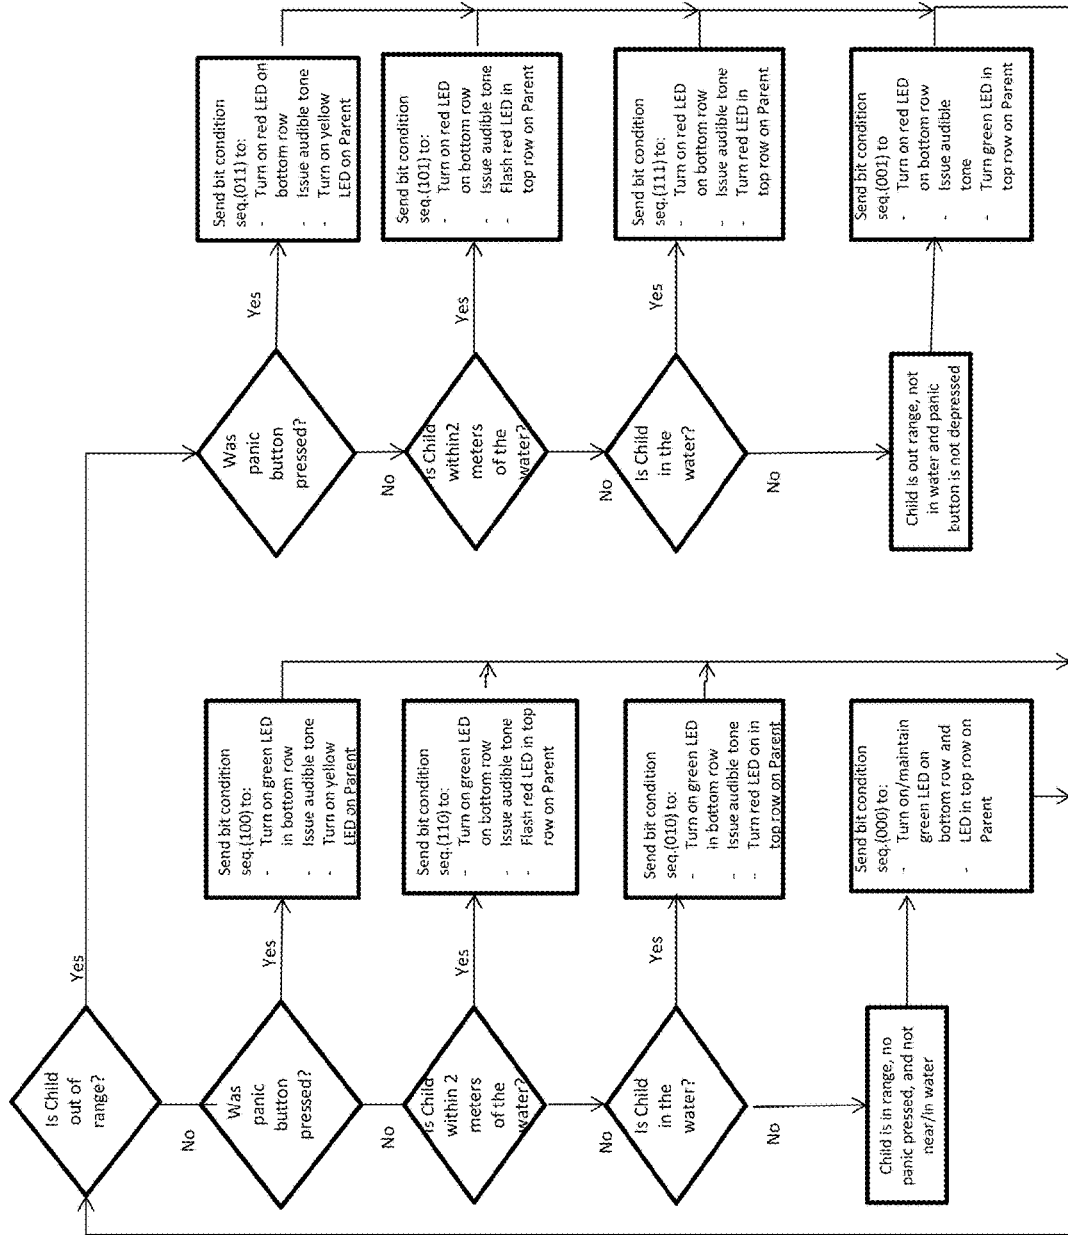 Is Child
out of
range?
Yes
No
Was
panic
button
pressed?
Yes
Send bit condition
seq.(100) to:
- Turn on green LED
in bottom row
- Issue audible tone
- Turn on yellow
LED on Parent
No
Is Child
within 2
meters
of the
water?
Yes
Send bit condition
seq.(110) to:
- Turn on green LED
on bottom row
- Issue audible tone
- Flash red LED in top
row on Parent
No
Is Child
in the
water?
Yes
Send bit condition
seq.(010) to:
- Turn on green LED
in bottom row
- Issue audible tone
- Turn red LED on in
top row on Parent
No
Child is in range, no
panic pressed, and not
near/in water
Send bit condition
seq.(000) to:
- Turn on/maintain
green LED on
bottom row and
- LED in top row on
Parent
Was
panic
button
pressed?
Yes
Send bit condition
seq.(011) to:
- Turn on red LED on
bottom row
- Issue audible tone
- Turn on yellow
LED on Parent
No
Is Child
within2
meters
of the
water?
Yes
Send bit condition
seq.(101) to:
- Turn on red LED
on bottom row
- Issue audible tone
- Flash red LED in
top row on Parent
No
Is Child
in the
water?
Yes
Send bit condition
seq.(111) to:
- Turn on red LED
on bottom row
- Issue audible tone
- Turn red LED in
top row on Parent
No
Child is out range, not
in water and panic
button is not depressed
Send bit condition
seq.(001) to
- Turn on red LED
on bottom row
- Issue audible
tone
- Turn green LED in
top row on Parent